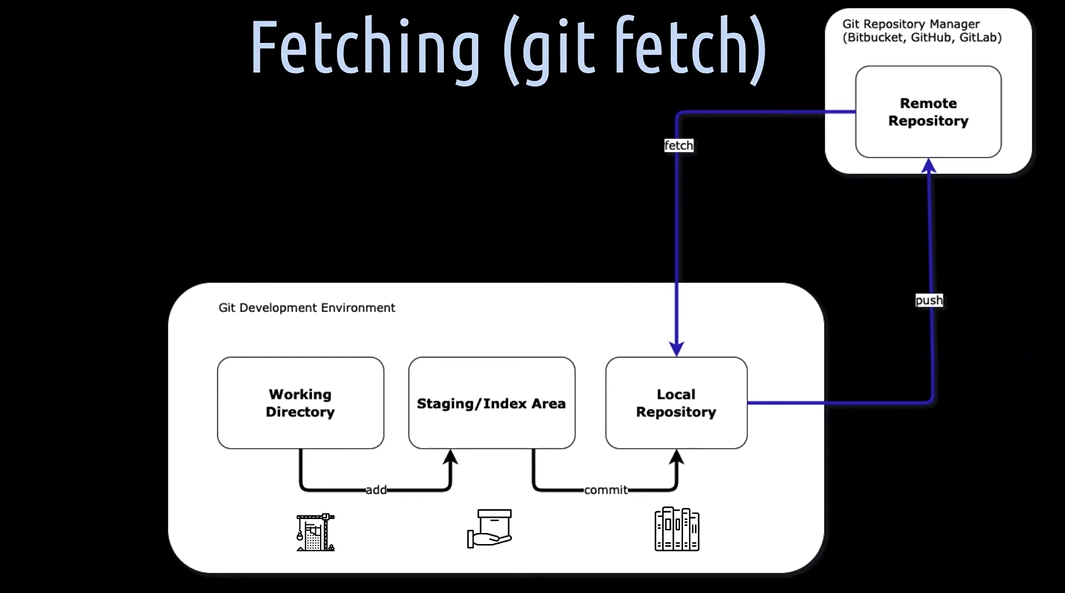 Fetching (git fetch)
Git Repository Manager
(Bitbucket, GitHub, GitLab)
Remote
Repository
fetch
push
Git Development Environment
Working
Directory
Staging/Index Area
Local
Repository
add
commit